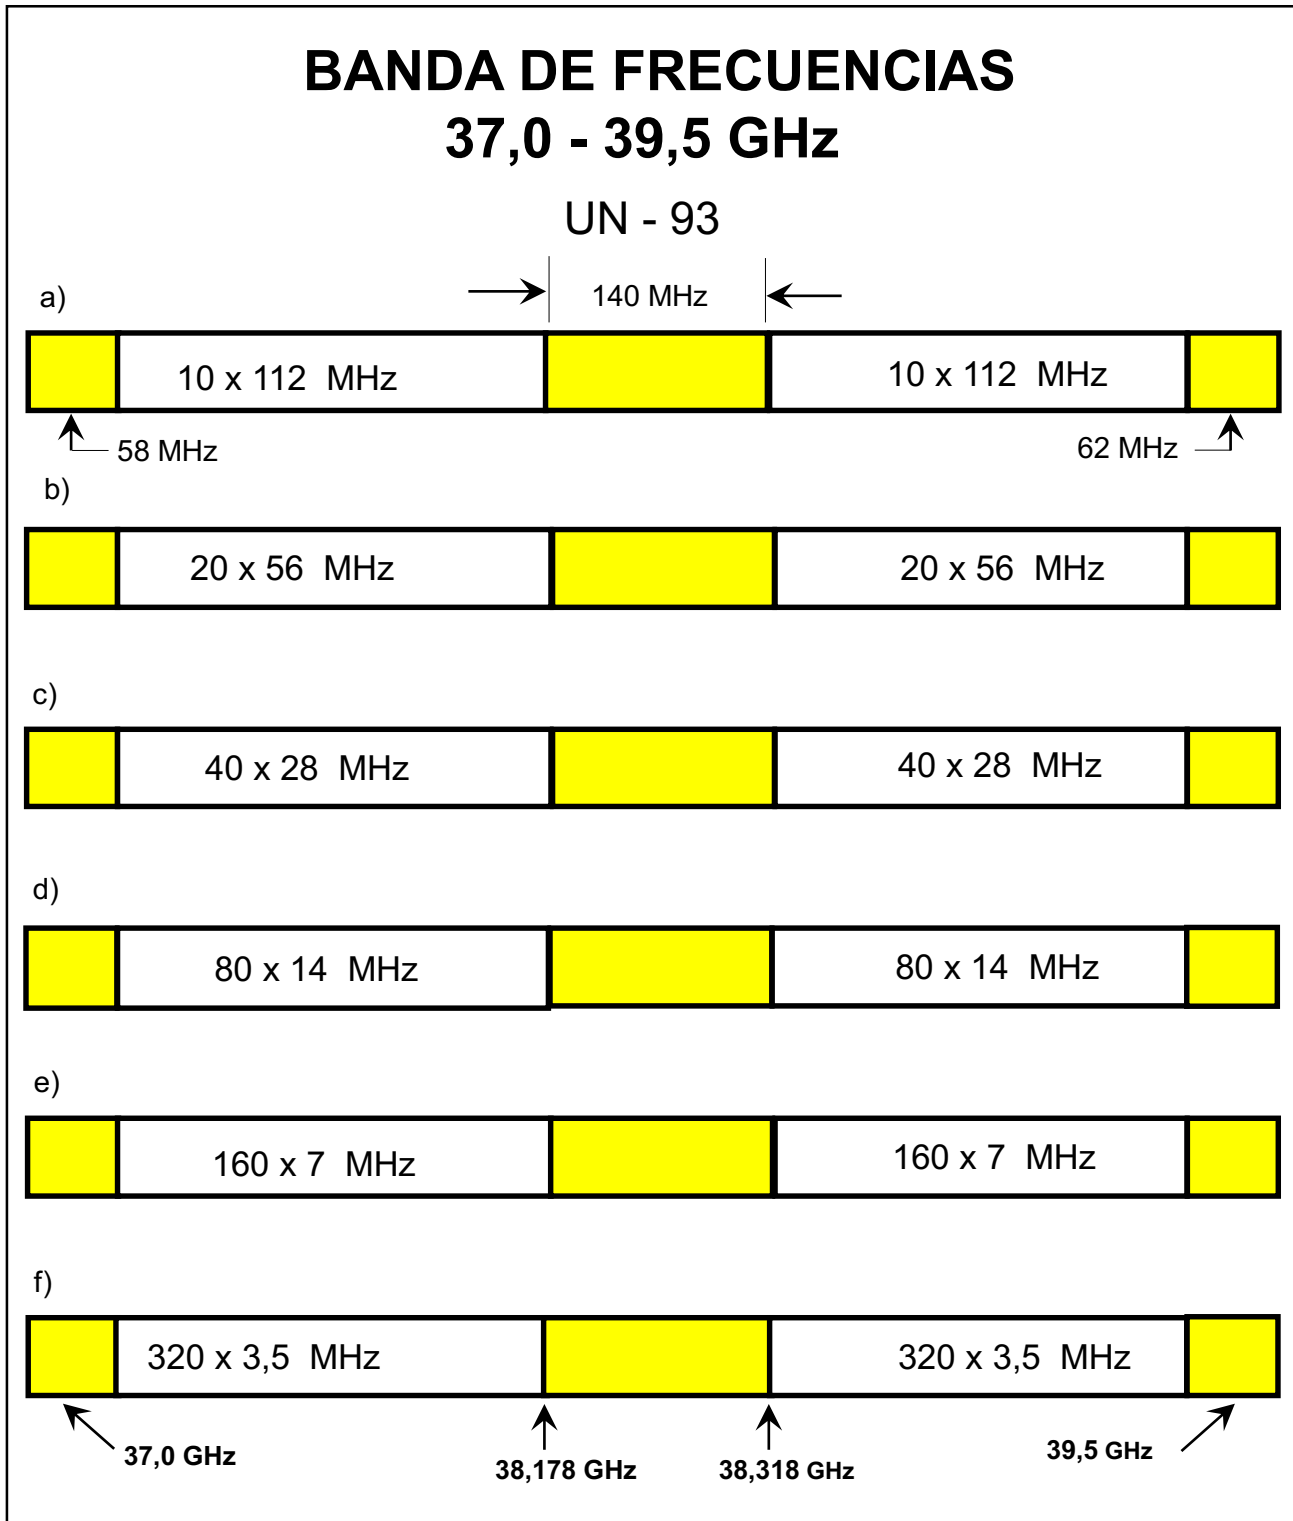 BANDA DE FRECUENCIAS
37,0 - 39,5 GHz
UN - 93
a)
140 MHz
10 x 112 MHz
10 x 112 MHz
58 MHz
62 MHz
b)
20 x 56 MHz
20 x 56 MHz
c)
40 x 28 MHz
40 x 28 MHz
d)
80 x 14 MHz
80 x 14 MHz
e)
160 x 7 MHz
160 x 7 MHz
f)
320 x 3,5 MHz
320 x 3,5 MHz
37,0 GHz
38,178 GHz
38,318 GHz
39,5 GHz